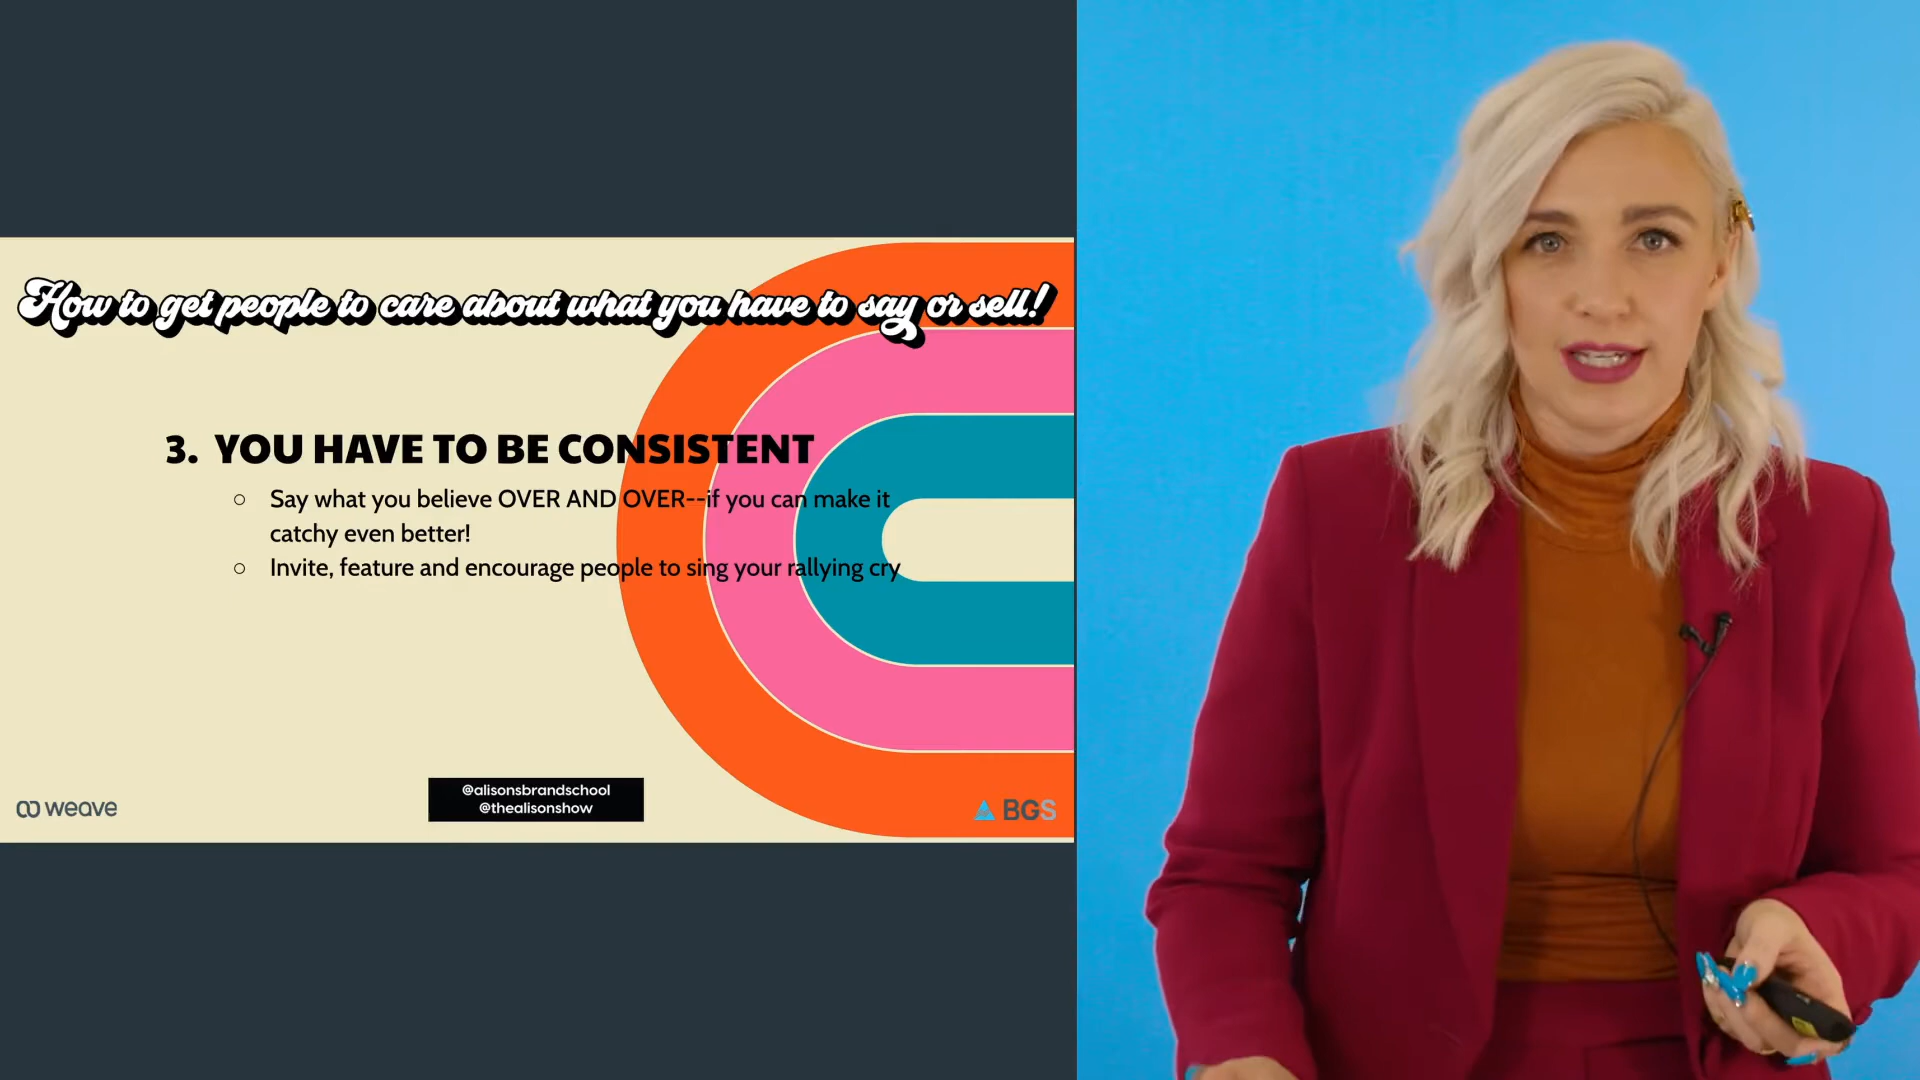 How to get people to care about what you have to say or sell!
3. YOU HAVE TO BE CONSISTENT
○ Say what you believe OVER AND OVER--if you can make it
catchy even better!
○ Invite, feature and encourage people to sing your rallying cry
weave
@alisonsbrandschool
@thealisonshow
BGS